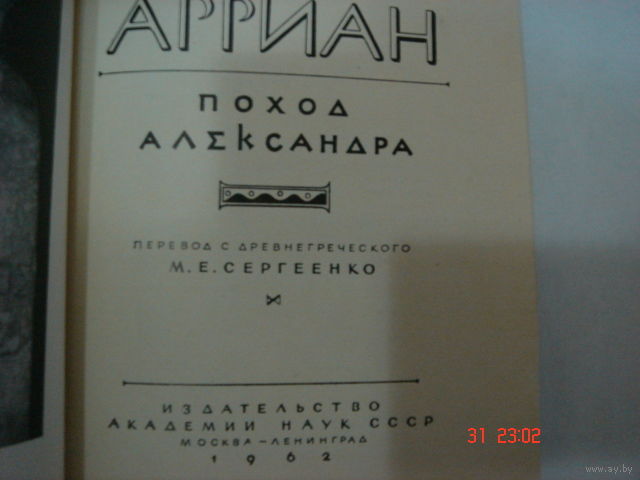 АРРИАН
ПОХОД
АЛЕКСАНДРА
ПЕРЕВОД С ДРЕВНЕГРЕЧЕСКОГО
М.Е.СЕРГЕЕНКО
ИЗДАТЕЛЬСТВО
АКАДЕМИИ НАУК СССР
МОСКВА–ЛЕНИНГРАД
1962
31 23:02
www.ay.by